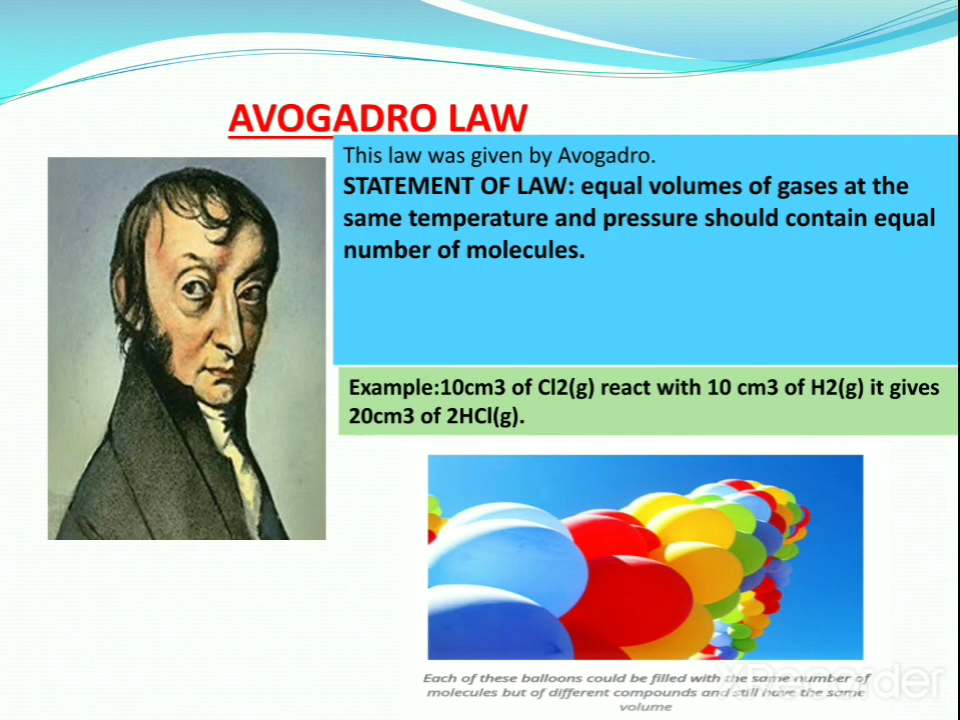 AVOGADRO LAW
This law was given by Avogadro.
STATEMENT OF LAW: equal volumes of gases at the
same temperature and pressure should contain equal
number of molecules.
Example:10cm3 of Cl2(g) react with 10 cm3 of H2(g) it gives
20cm3 of 2HCl(g).
Each of these balloons could be filled with the same number of
molecules but of different compounds and still have the same
volume
XRecorder